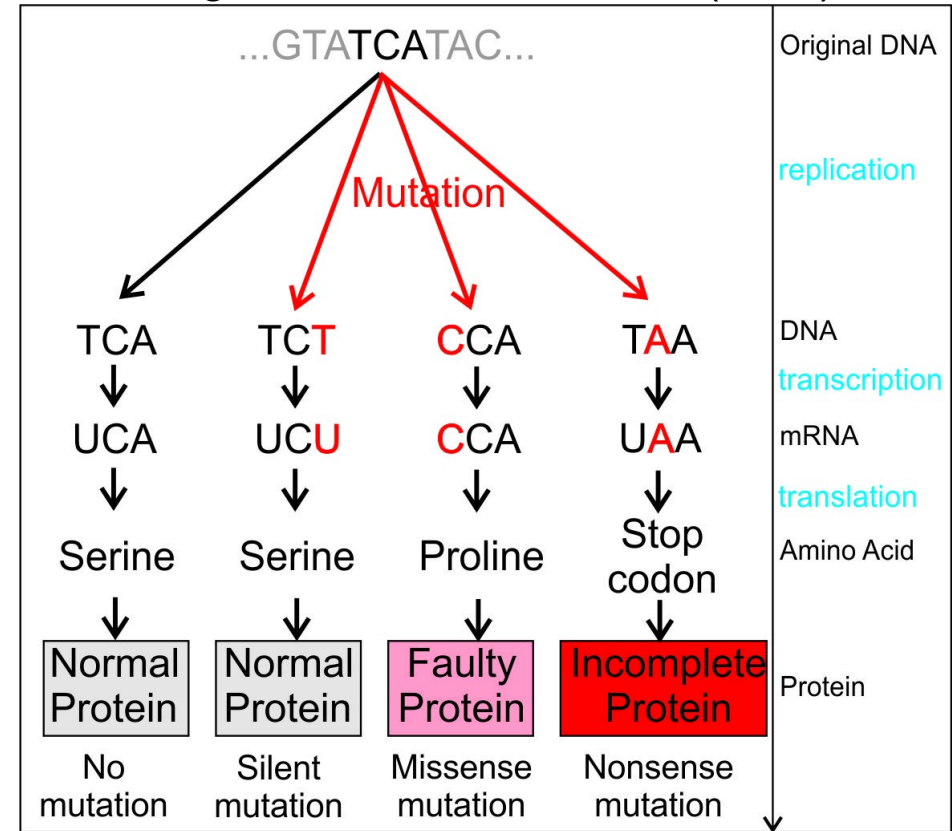 ...GTATCATAC...
Original DNA
replication
Mutation
TCA TCT CCA TAA
DNA
transcription
UCA UCU CCA UAA
mRNA
translation
Serine Serine Proline Stop codon
Amino Acid
Normal Protein
Normal Protein
Faulty Protein
Incomplete Protein
Protein
No mutation
Silent mutation
Missense mutation
Nonsense mutation